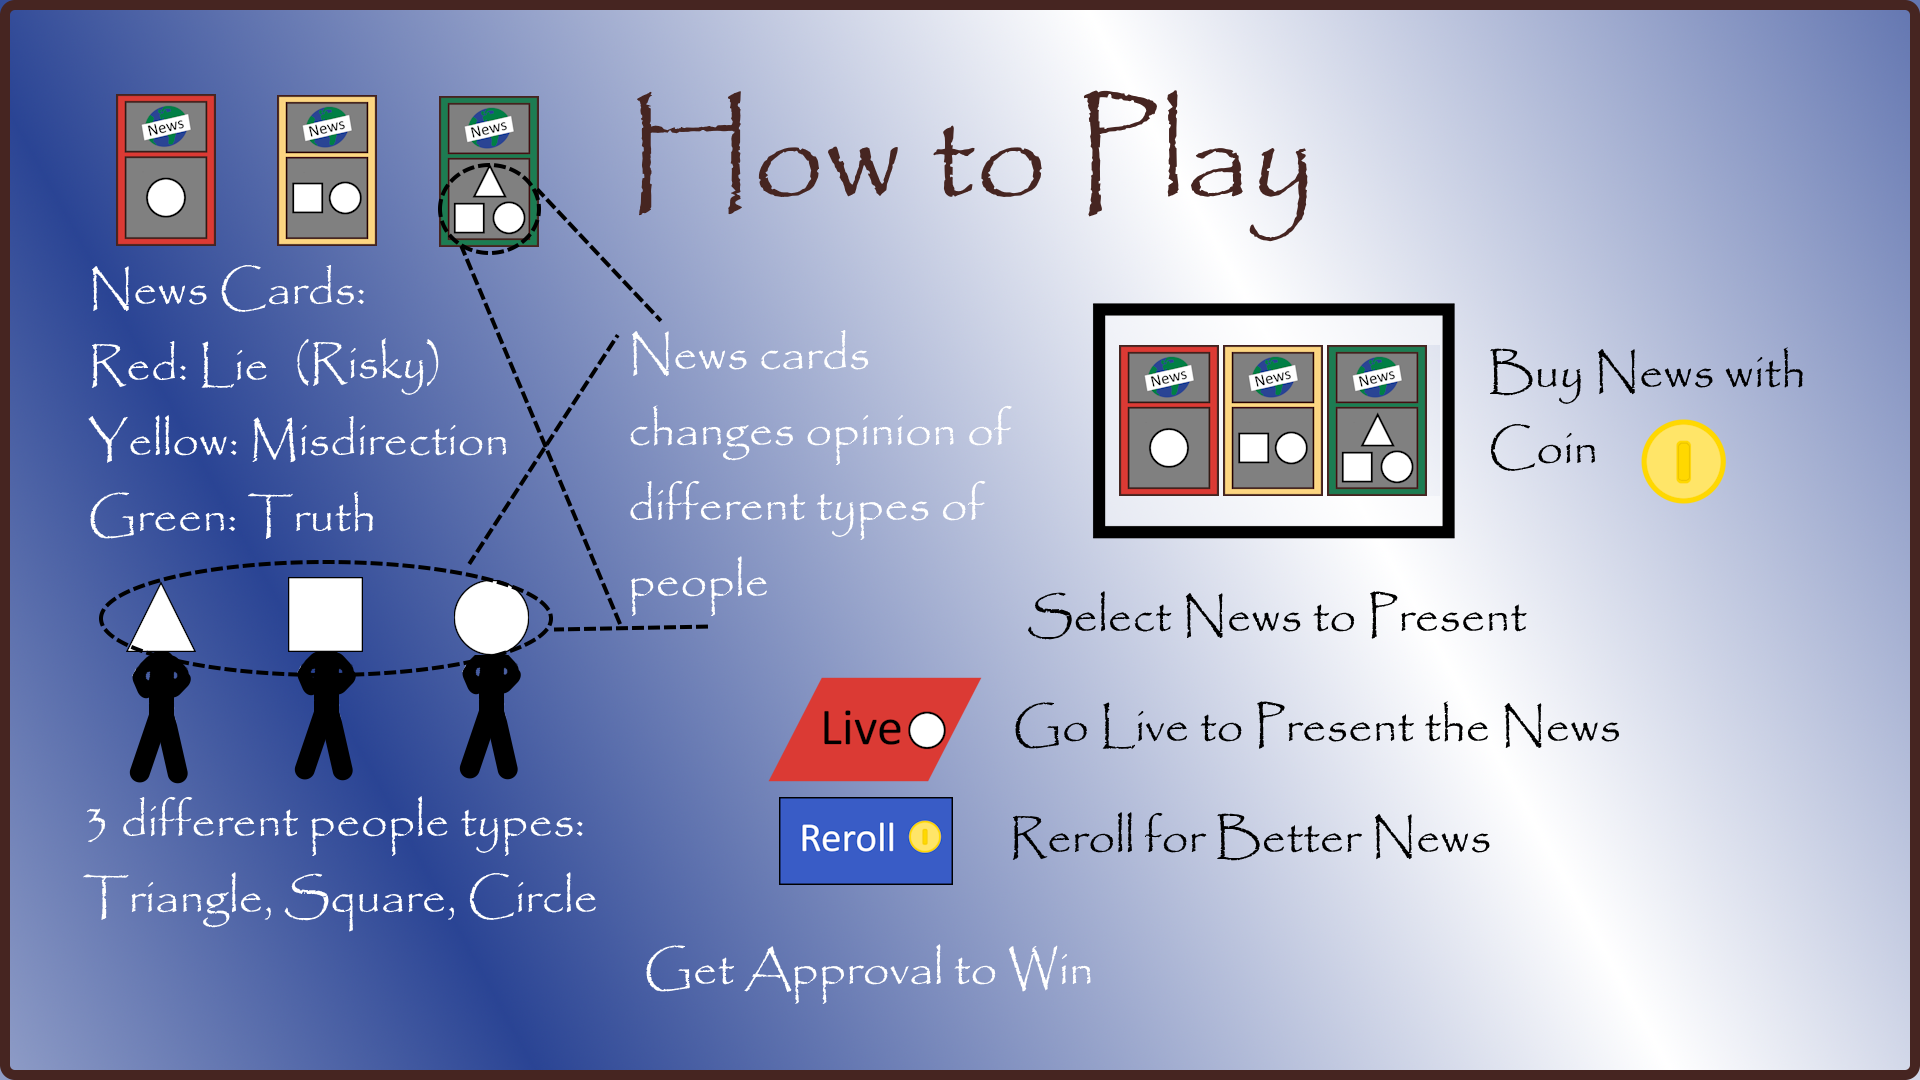 How to Play
News
News
News
News Cards:
Red: Lie (Risky)
Yellow: Misdirection
Green: Truth
News cards
changes opinion of
different types of
people
3 different people types:
Triangle, Square, Circle
News
News
News
Buy News with
Coin
Select News to Present
Live
Go Live to Present the News
Reroll
Reroll for Better News
Get Approval to Win